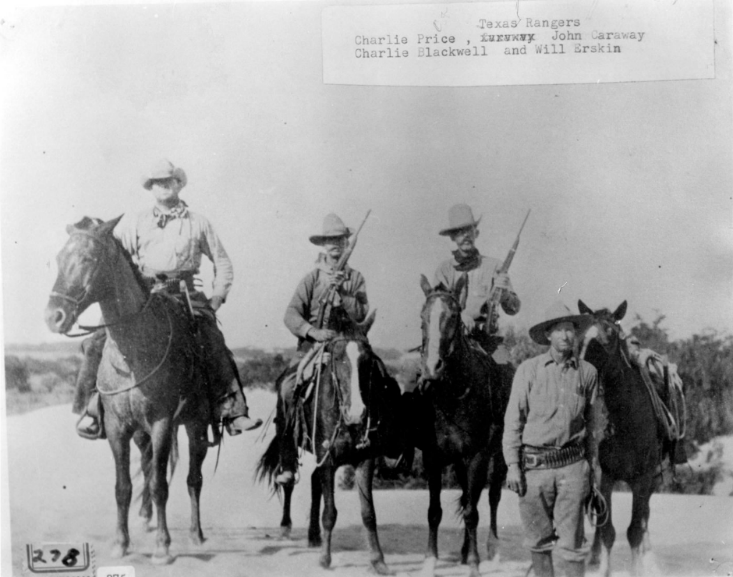 Texas Rangers
Charlie Price , John Caraway
Charlie Blackwell and Will Erskin
278